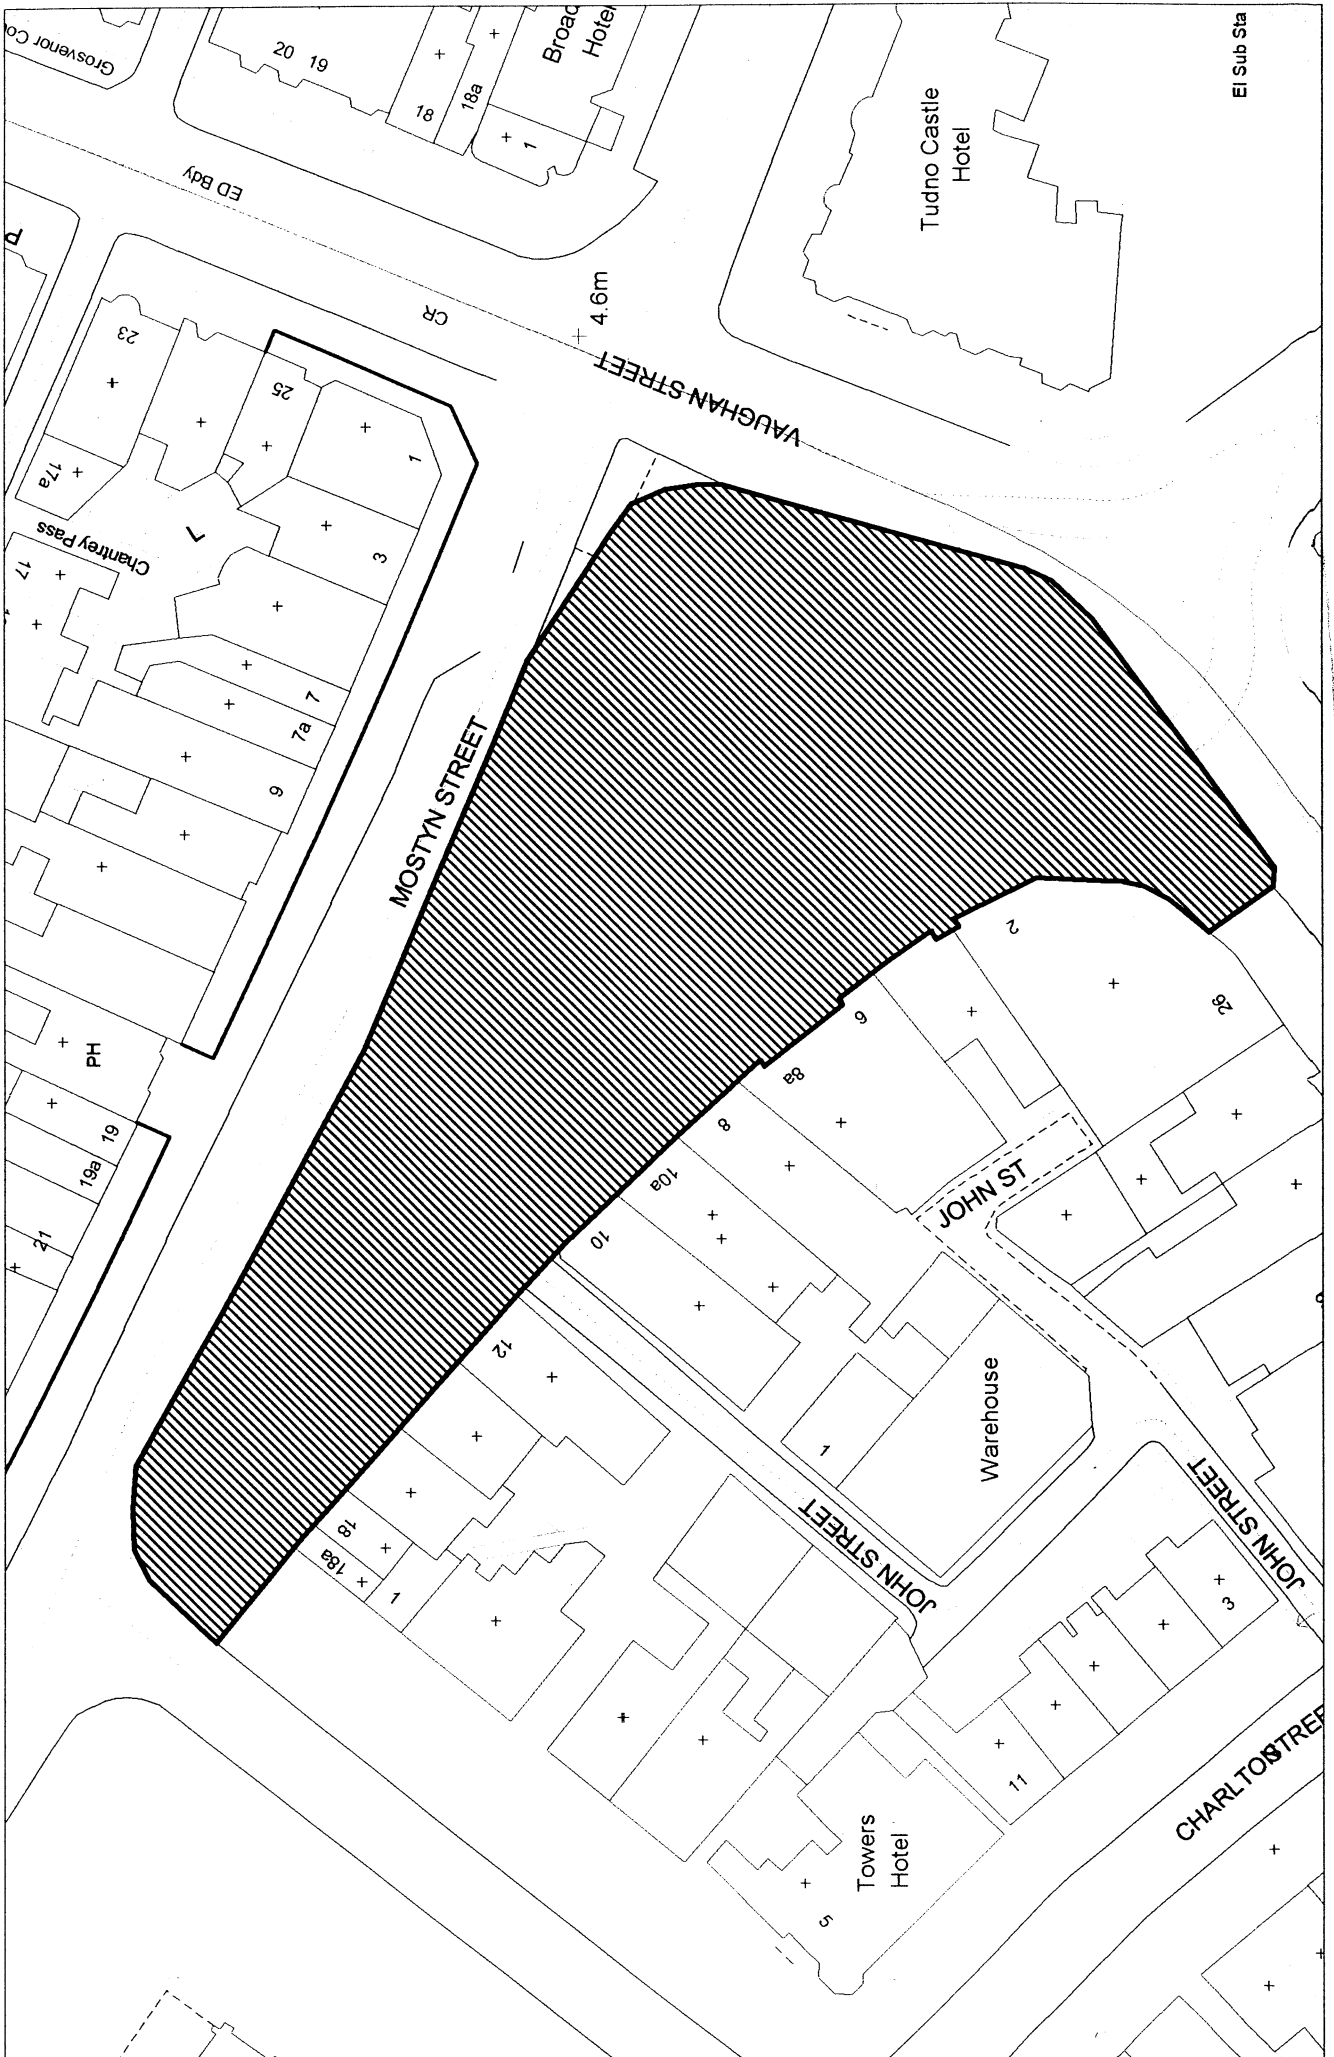 Grosvenor Co
20
19
18
18a
1
Broad
Hotel
El Sub Sta
Tudno Castle
Hotel
ED Bdy
P
CR
4.6m
VAUGHAN STREET
23
25
17a
1
3
Chantrey Pass
17
7
7a
9
MOSTYN STREET
PH
19
19a
21
2
26
6
8a
8
10a
10
JOHN ST
12
18
18a
1
1
Warehouse
JOHN STREET
JOHN STREET
3
11
Towers
Hotel
5
CHARLTON STREE